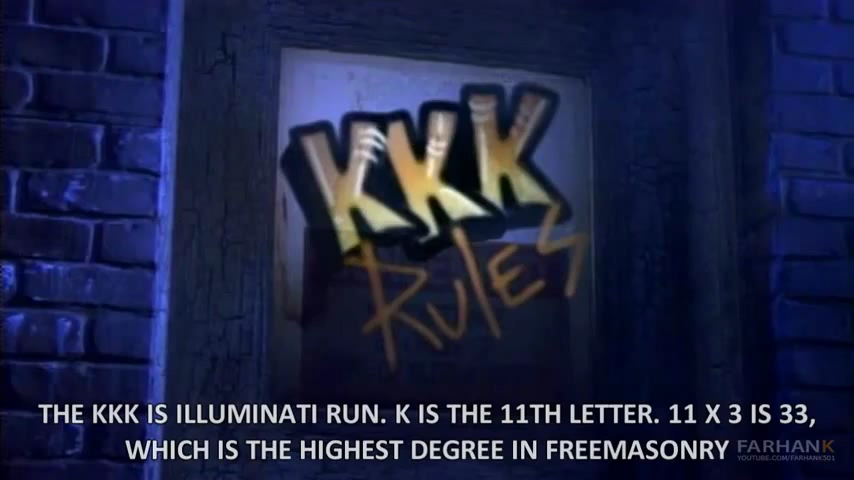 KKK
RULES
THE KKK IS ILLUMINATI RUN. K IS THE 11TH LETTER. 11 X 3 IS 33,
WHICH IS THE HIGHEST DEGREE IN FREEMASONRY
FARHANK
YOUTUBE.COM/FARHANK501